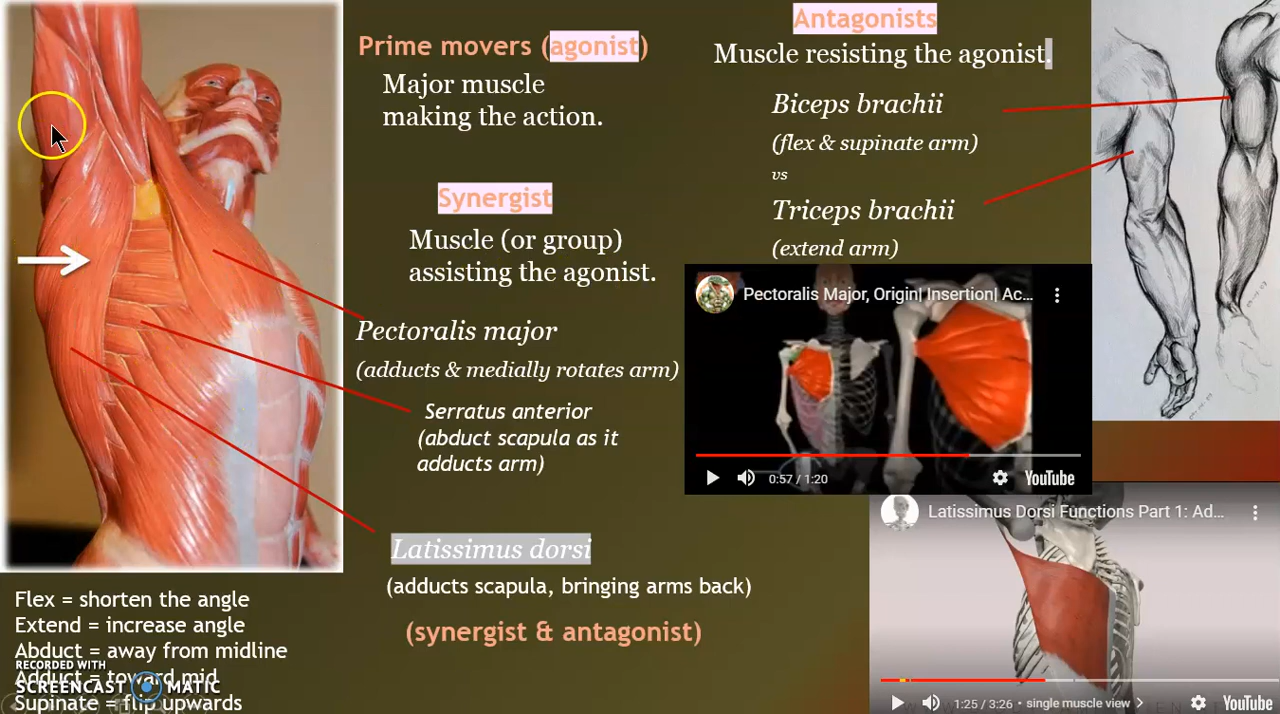 Prime movers (agonist)
Major muscle
making the action.
Synergist
Muscle (or group)
assisting the agonist.
Pectoralis major
(adducts & medially rotates arm)
Serratus anterior
(abduct scapula as it
adducts arm)
Latissimus dorsi
(adducts scapula, bringing arms back)
(synergist & antagonist)
Antagonists
Muscle resisting the agonist.
Biceps brachii
(flex & supinate arm)
vs
Triceps brachii
(extend arm)
Pectoralis Major, Origin| Insertion| Ac...
0:57 / 1:20
YouTube
Latissimus Dorsi Functions Part 1: Ad...
1:25 / 3:26 • single muscle view
YouTube
Flex = shorten the angle
Extend = increase angle
Abduct = away from midline
Adduct = toward mid
Supinate = flip upwards
RECORDED WITH
SCREENCAST MATIC